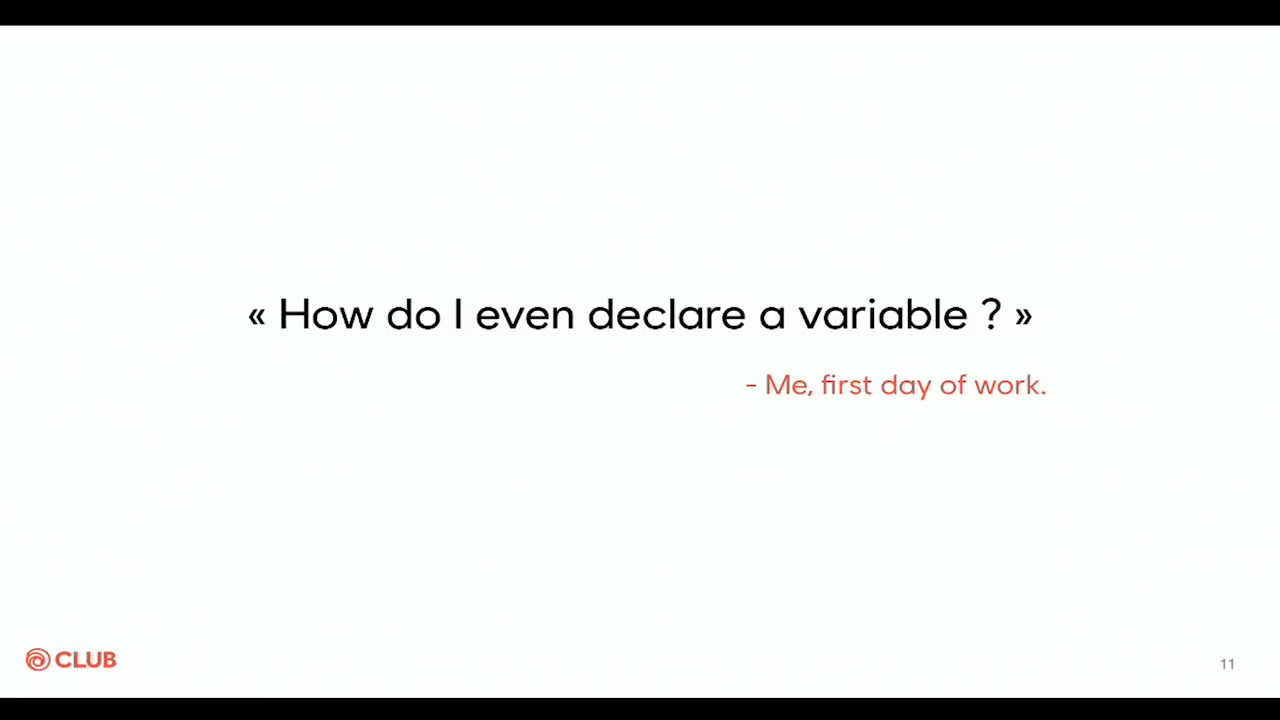 « How do I even declare a variable ? »
- Me, first day of work.
CLUB
11